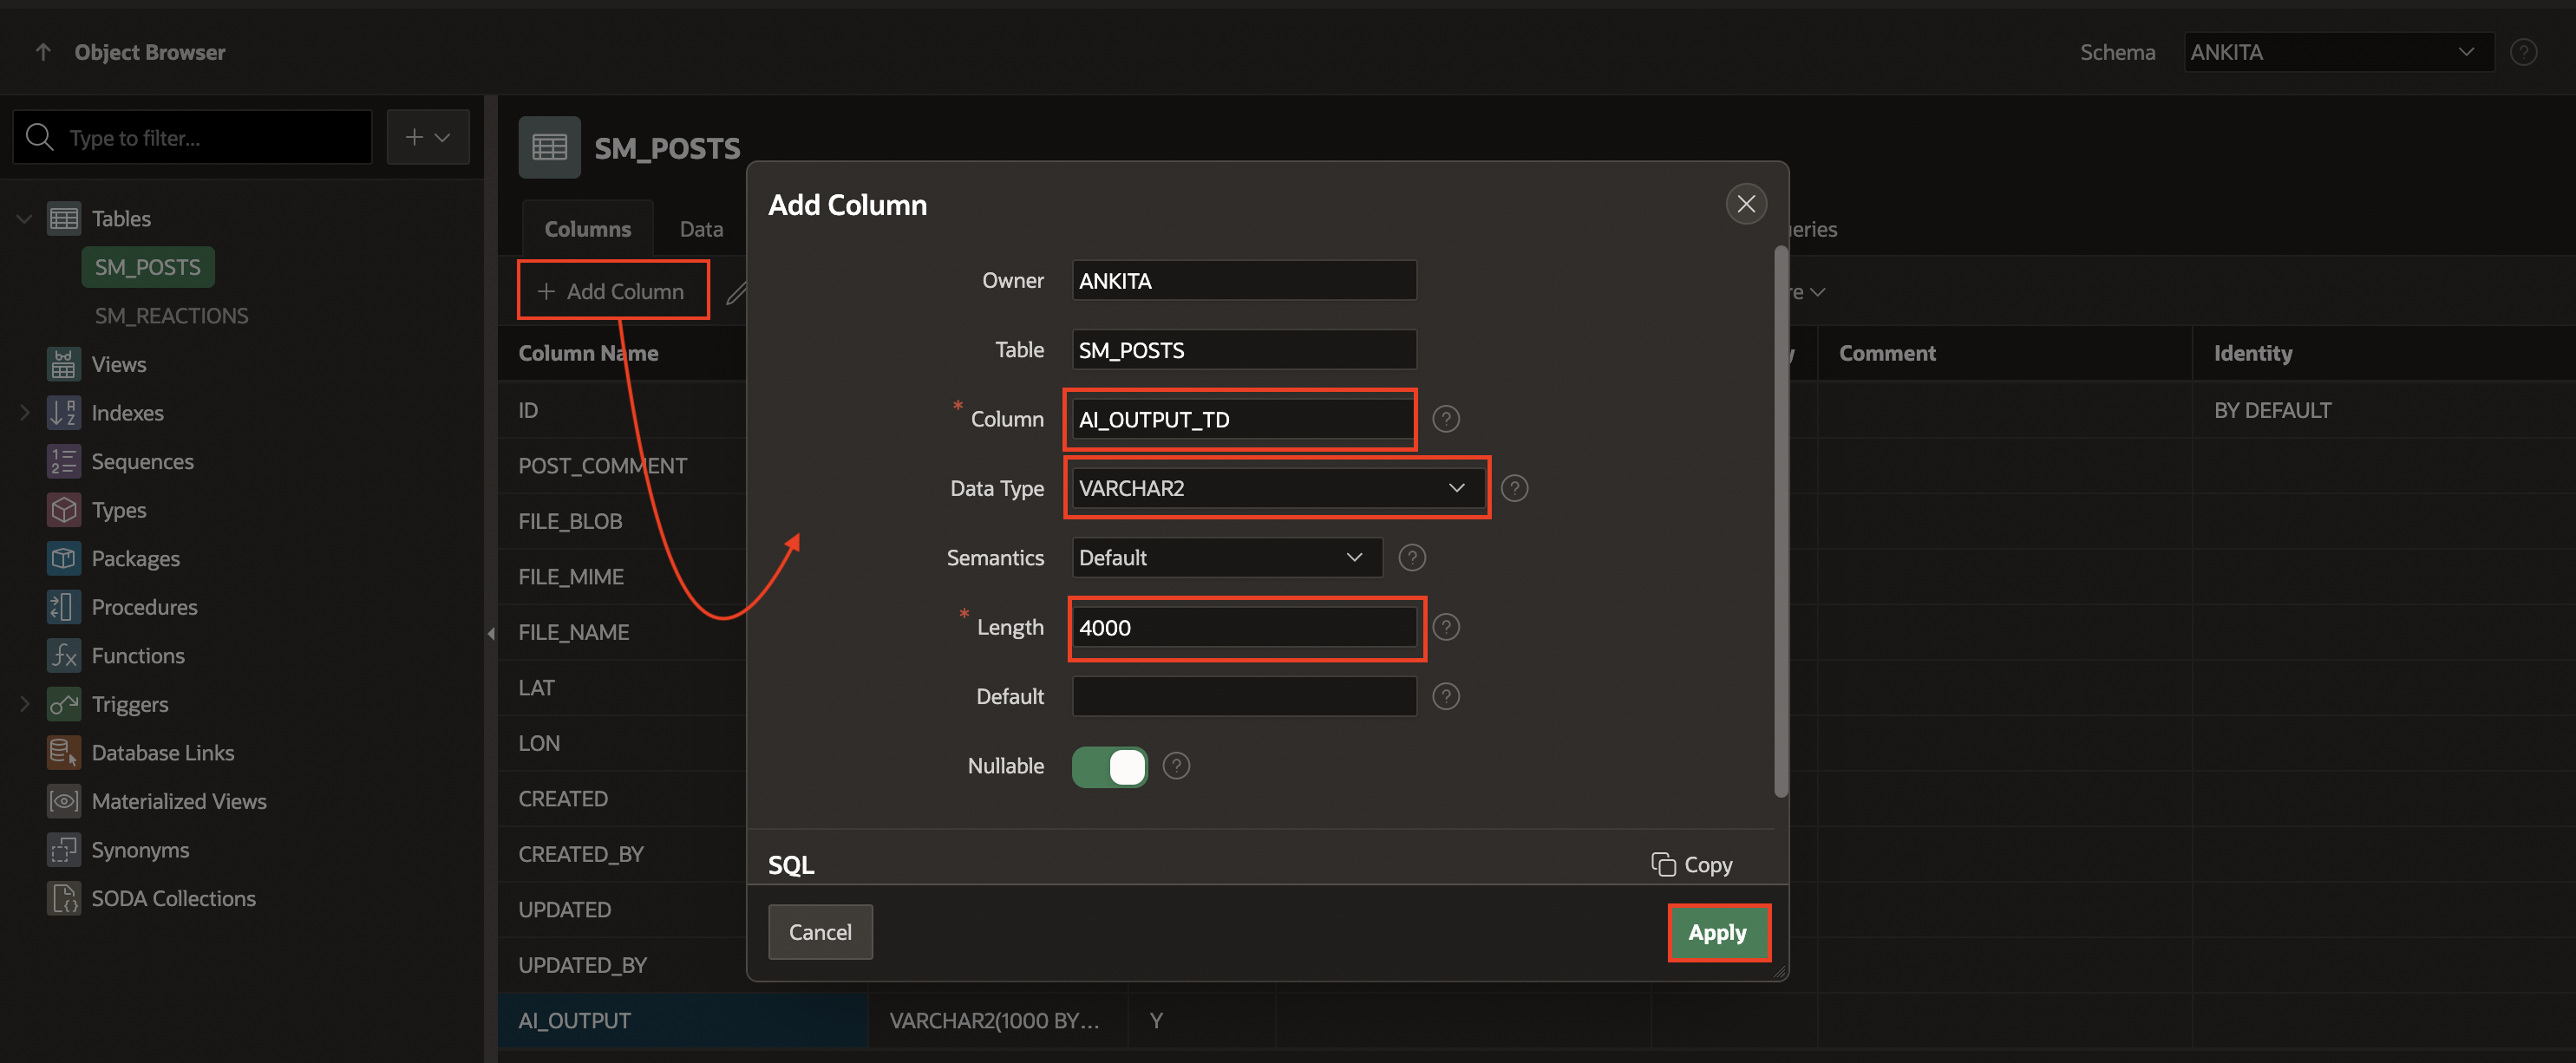 Object Browser
Schema
ANKITA
Type to filter...
Tables
SM_POSTS
SM_REACTIONS
Views
Indexes
Sequences
Types
Packages
Procedures
Functions
Triggers
Database Links
Materialized Views
Synonyms
SODA Collections
SM_POSTS
Columns
Data
eries
Add Column
re
Column Name
Comment
Identity
ID
BY DEFAULT
POST_COMMENT
FILE_BLOB
FILE_MIME
FILE_NAME
LAT
LON
CREATED
CREATED_BY
UPDATED
UPDATED_BY
AI_OUTPUT
VARCHAR2(1000 BY...
Y
Add Column
Owner
ANKITA
Table
SM_POSTS
* Column
AI_OUTPUT_TD
Data Type
VARCHAR2
Semantics
Default
* Length
4000
Default
Nullable
SQL
Copy
Cancel
Apply